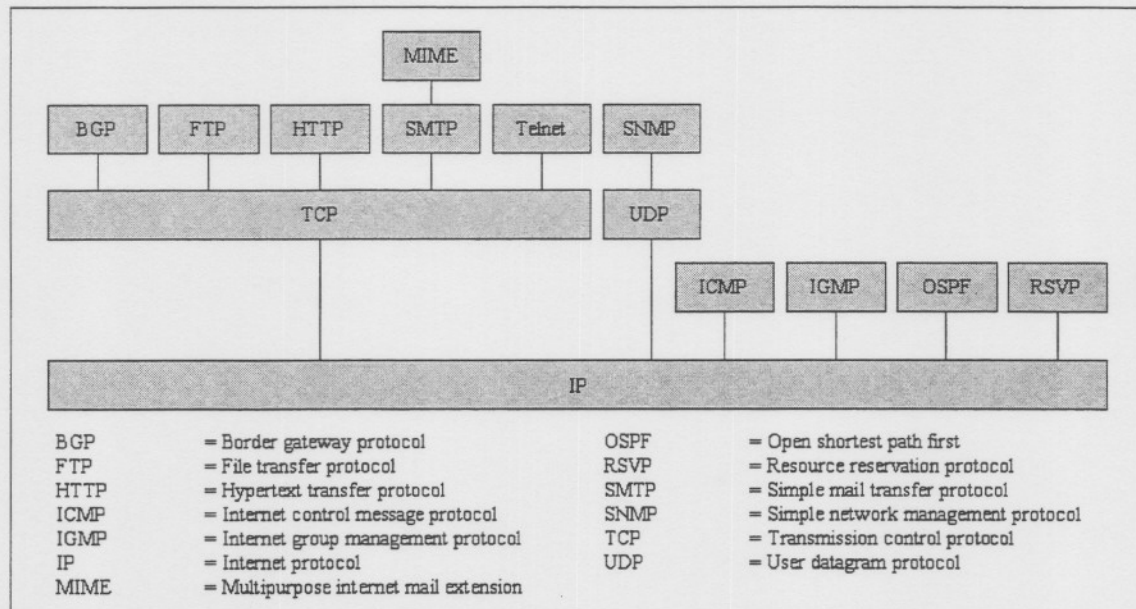 MIME
BGP FTP HTTP SMTP Telnet SNMP
TCP UDP
ICMP IGMP OSPF RSVP
IP
BGP = Border gateway protocol
FTP = File transfer protocol
HTTP = Hypertext transfer protocol
ICMP = Internet control message protocol
IGMP = Internet group management protocol
IP = Internet protocol
MIME = Multipurpose internet mail extension
OSPF = Open shortest path first
RSVP = Resource reservation protocol
SMTP = Simple mail transfer protocol
SNMP = Simple network management protocol
TCP = Transmission control protocol
UDP = User datagram protocol